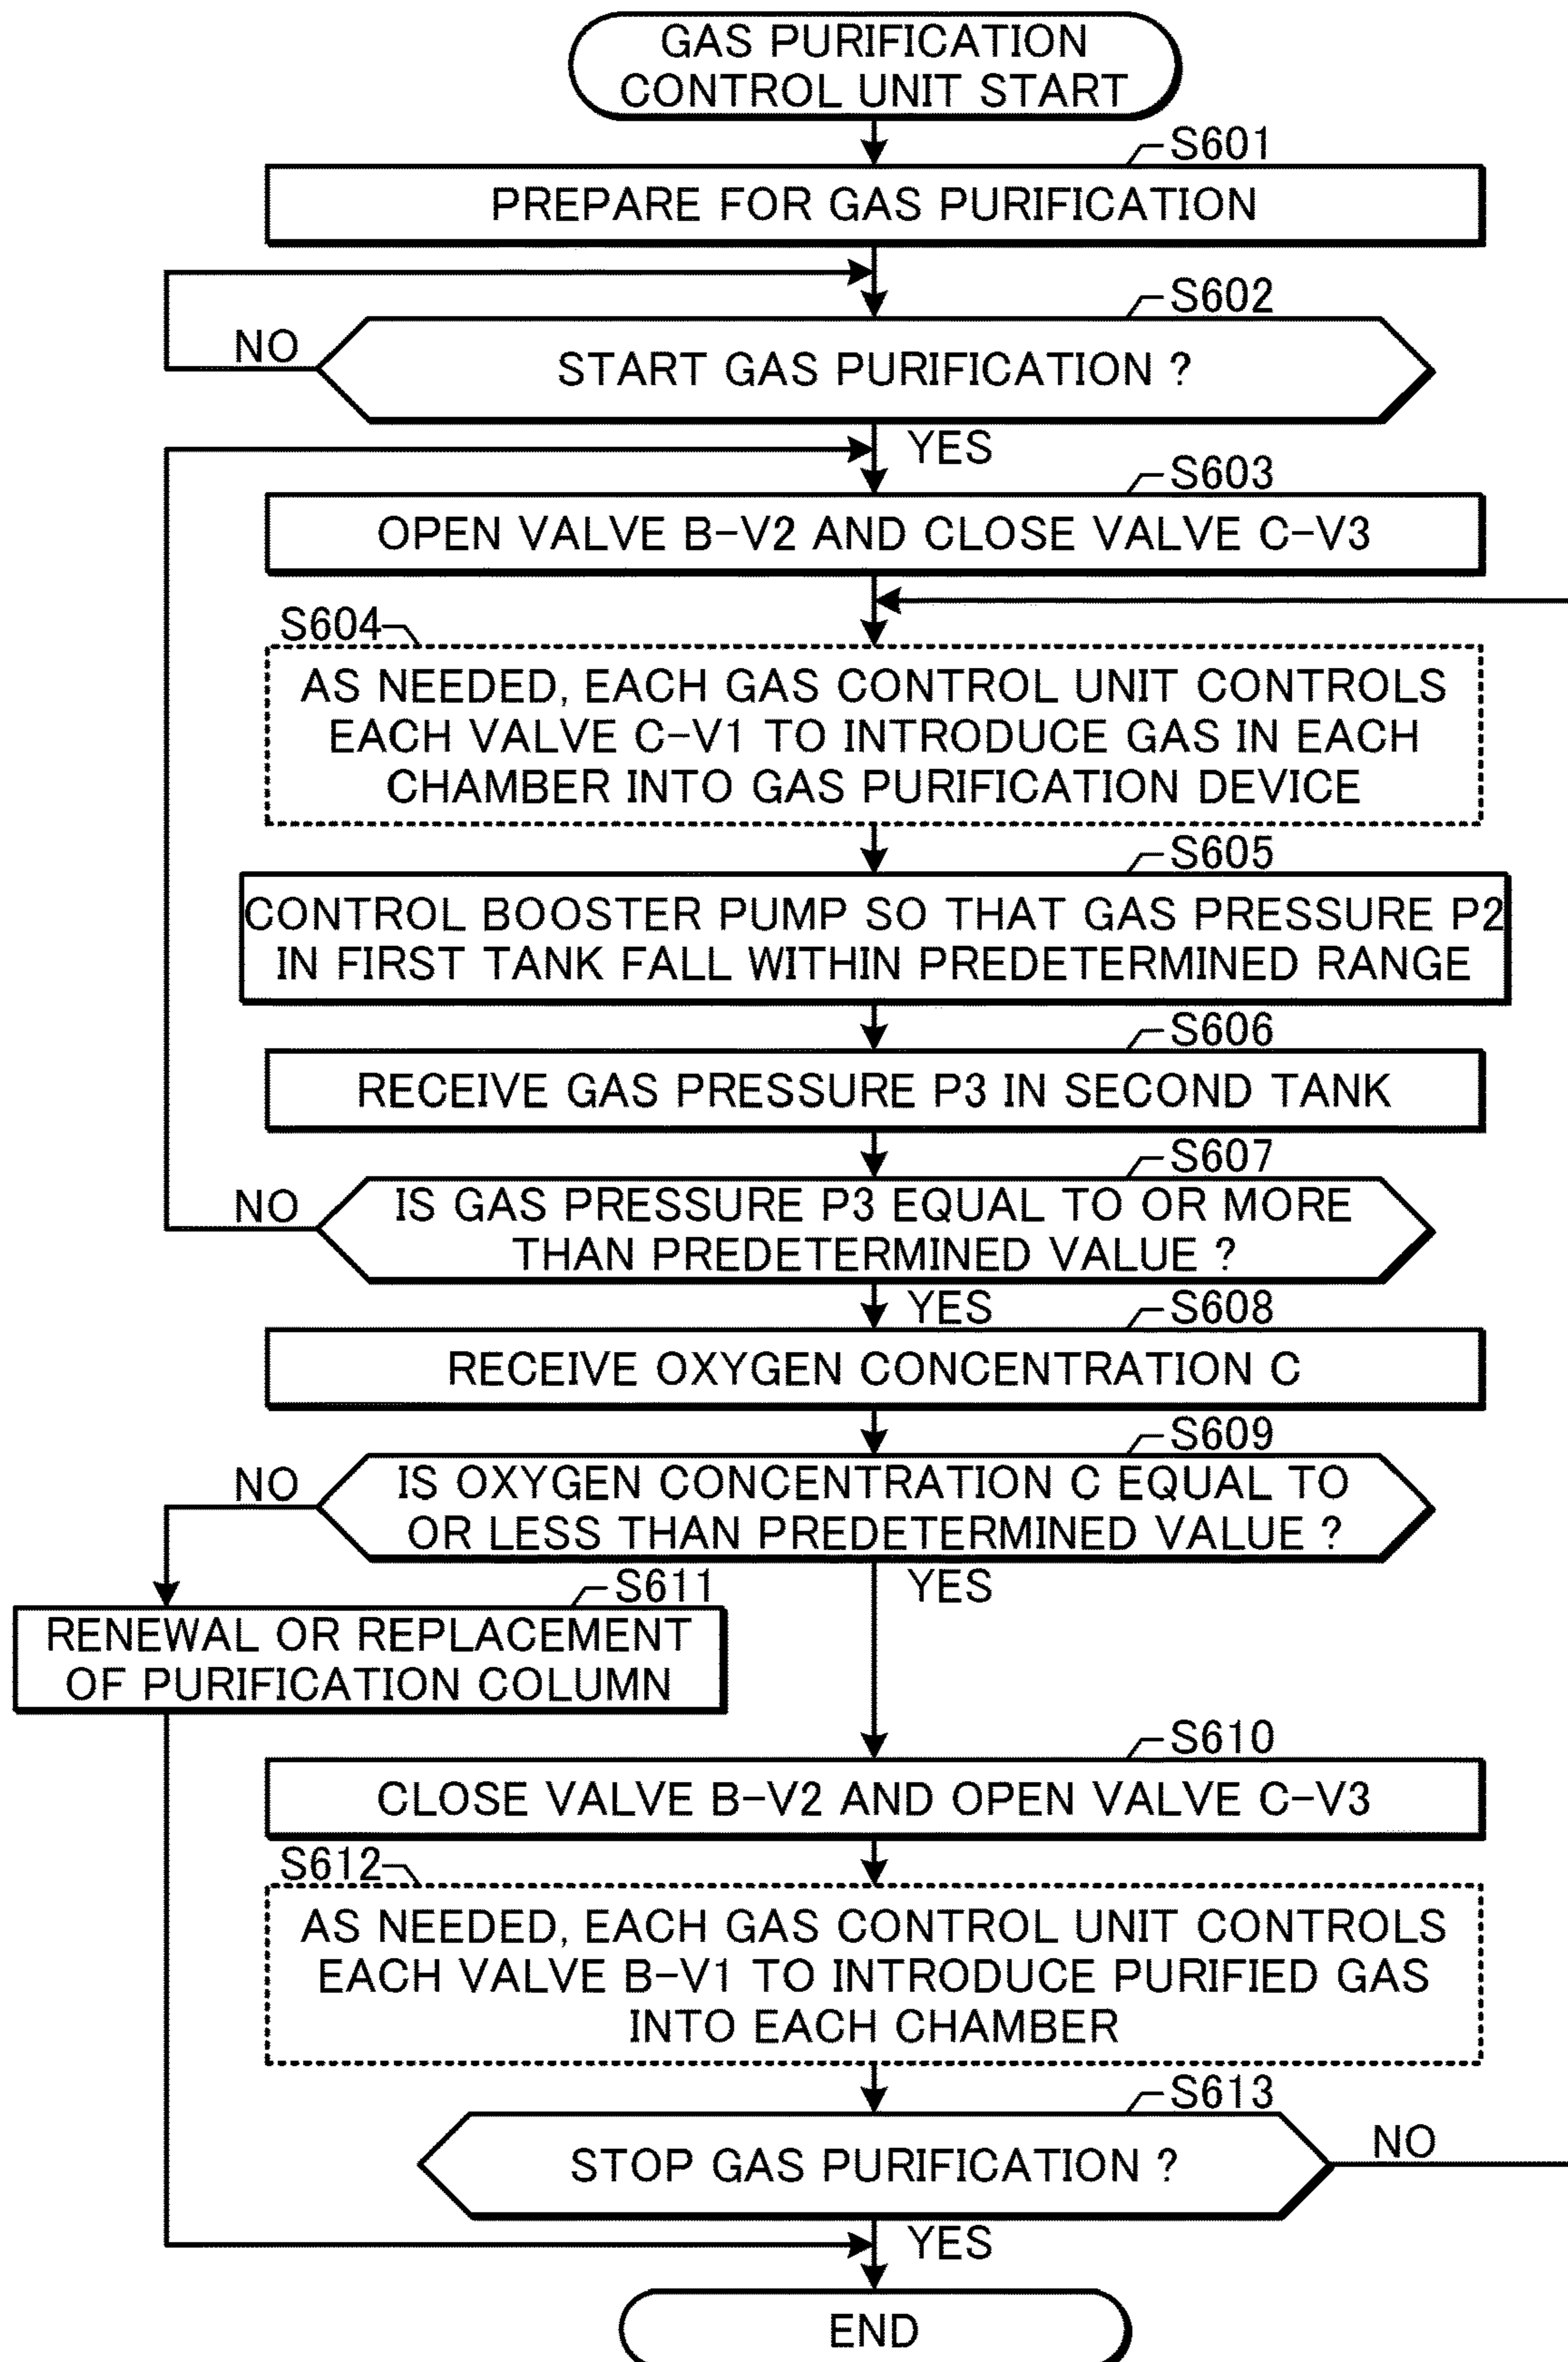 GAS PURIFICATION
CONTROL UNIT START
S601
PREPARE FOR GAS PURIFICATION
S602
NO
START GAS PURIFICATION ?
YES
S603
OPEN VALVE B-V2 AND CLOSE VALVE C-V3
S604
AS NEEDED, EACH GAS CONTROL UNIT CONTROLS
EACH VALVE C-V1 TO INTRODUCE GAS IN EACH
CHAMBER INTO GAS PURIFICATION DEVICE
S605
CONTROL BOOSTER PUMP SO THAT GAS PRESSURE P2
IN FIRST TANK FALL WITHIN PREDETERMINED RANGE
S606
RECEIVE GAS PRESSURE P3 IN SECOND TANK
S607
NO
IS GAS PRESSURE P3 EQUAL TO OR MORE
THAN PREDETERMINED VALUE ?
YES
S608
RECEIVE OXYGEN CONCENTRATION C
S609
NO
IS OXYGEN CONCENTRATION C EQUAL TO
OR LESS THAN PREDETERMINED VALUE ?
YES
S611
RENEWAL OR REPLACEMENT
OF PURIFICATION COLUMN
S610
CLOSE VALVE B-V2 AND OPEN VALVE C-V3
S612
AS NEEDED, EACH GAS CONTROL UNIT CONTROLS
EACH VALVE B-V1 TO INTRODUCE PURIFIED GAS
INTO EACH CHAMBER
S613
STOP GAS PURIFICATION ?
NO
YES
END